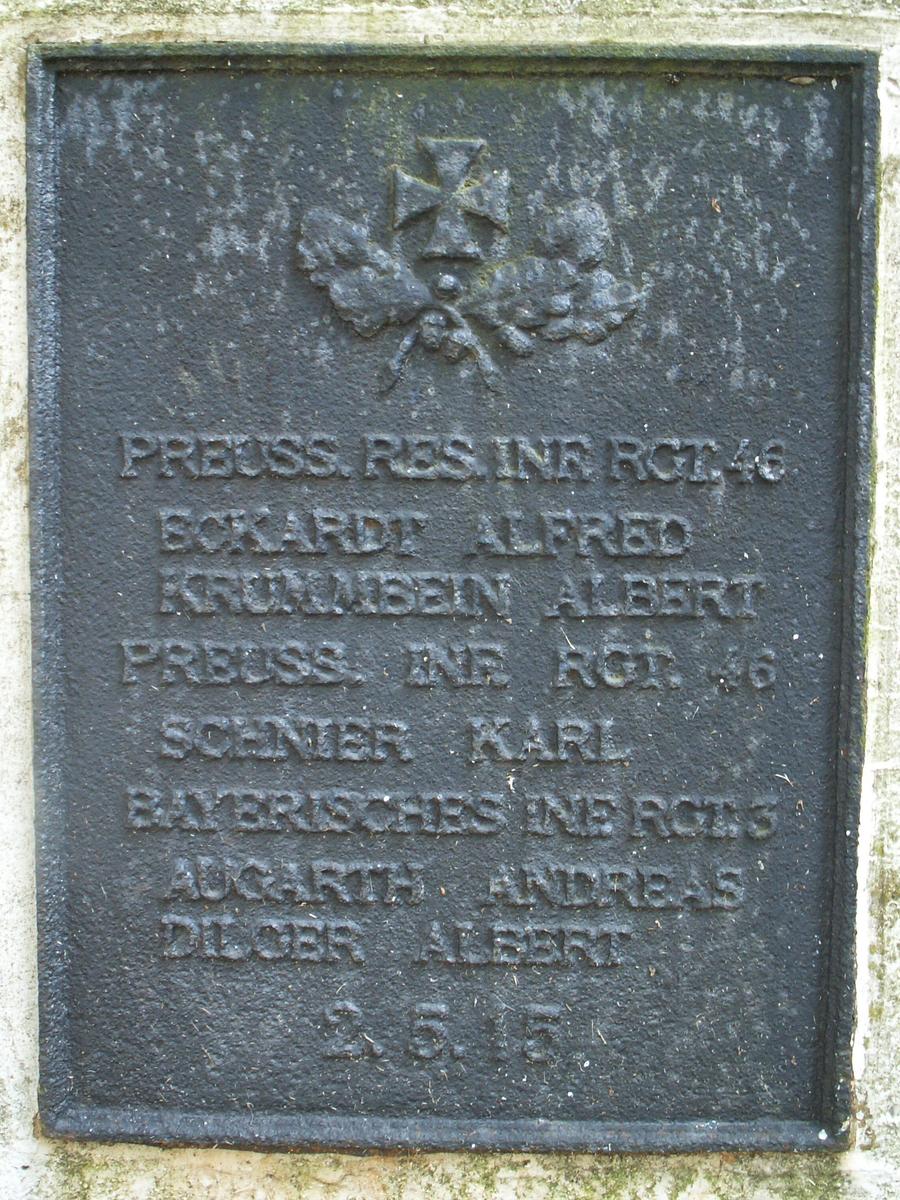 PREUSS. RES. INF. RGT. 46
ECKARDT ALFRED
KRUMMBEIN ALBERT
PREUSS. INF. RGT. 46
SCHNIER KARL
BAYERISCHES INF. RGT. 3
AUGARTH ANDREAS
DILGER ALBERT
2. 5. 15